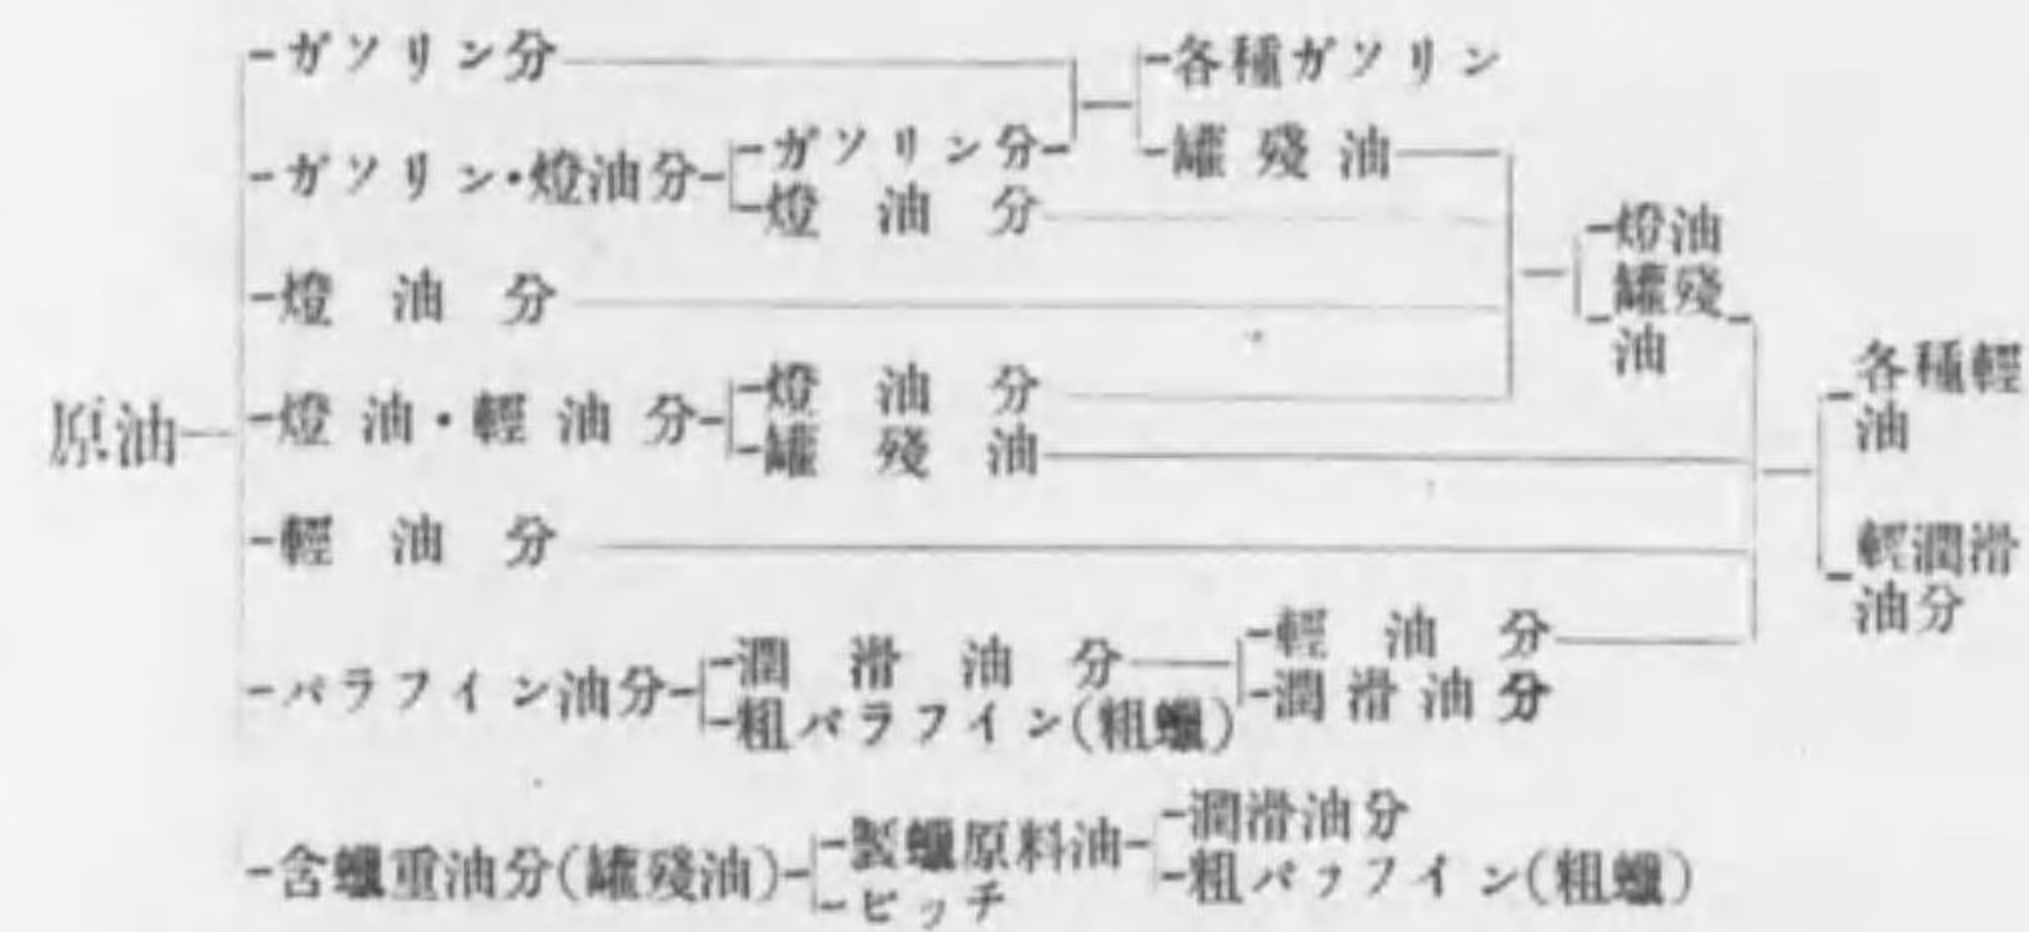 ガソリン分
各種ガソリン
ガソリン・燈油分
ガソリン分
罐殘油
燈油分
燈油
燈油分
罐殘
油
原油
燈油・輕油分
燈油分
罐殘油
各種輕
油
輕油分
輕潤滑
油分
パラフイン油分
潤滑油分
粗パラフイン(粗蠟)
輕油分
潤滑油分
含蠟重油分(罐殘油)
製蠟原料油
ピッチ
潤滑油分
粗パラフイン(粗蠟)